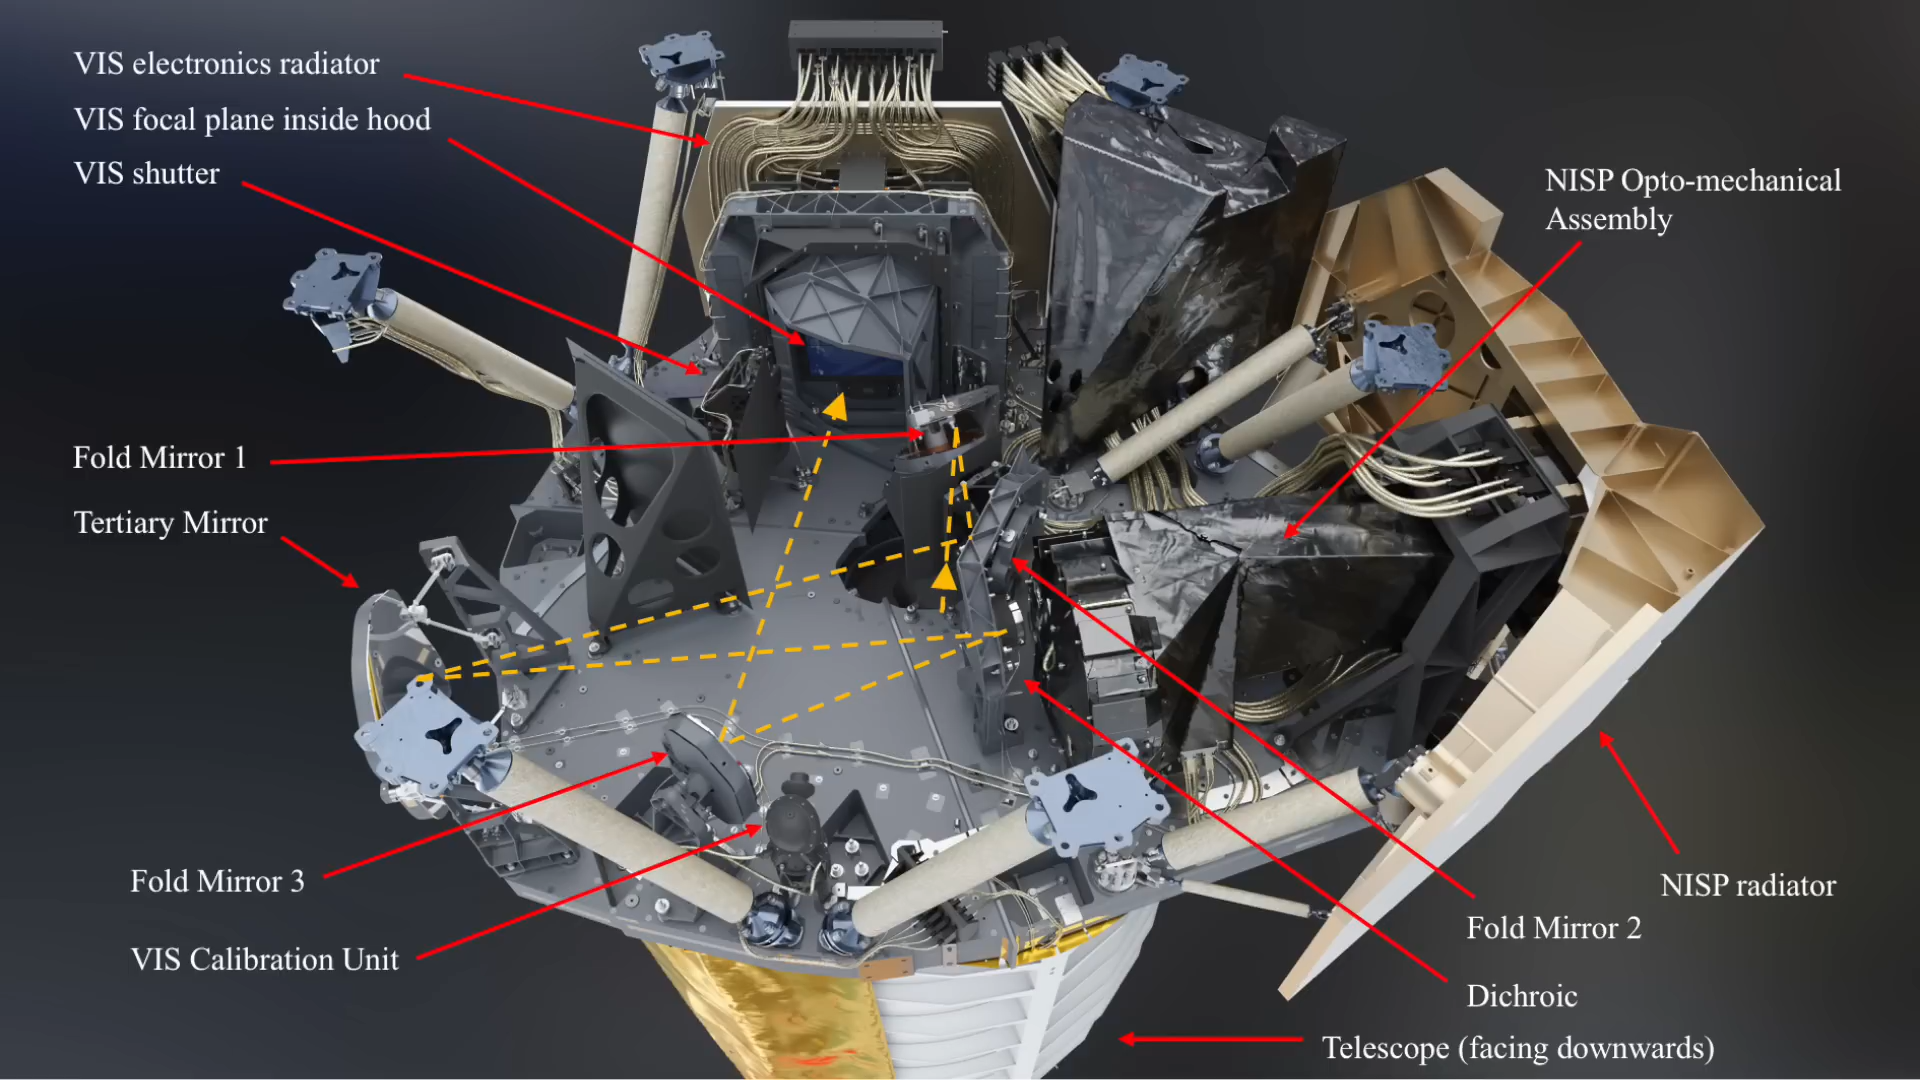 VIS electronics radiator
VIS focal plane inside hood
VIS shutter
NISP Opto-mechanical
Assembly
Fold Mirror 1
Tertiary Mirror
Fold Mirror 3
VIS Calibration Unit
NISP radiator
Fold Mirror 2
Dichroic
Telescope (facing downwards)